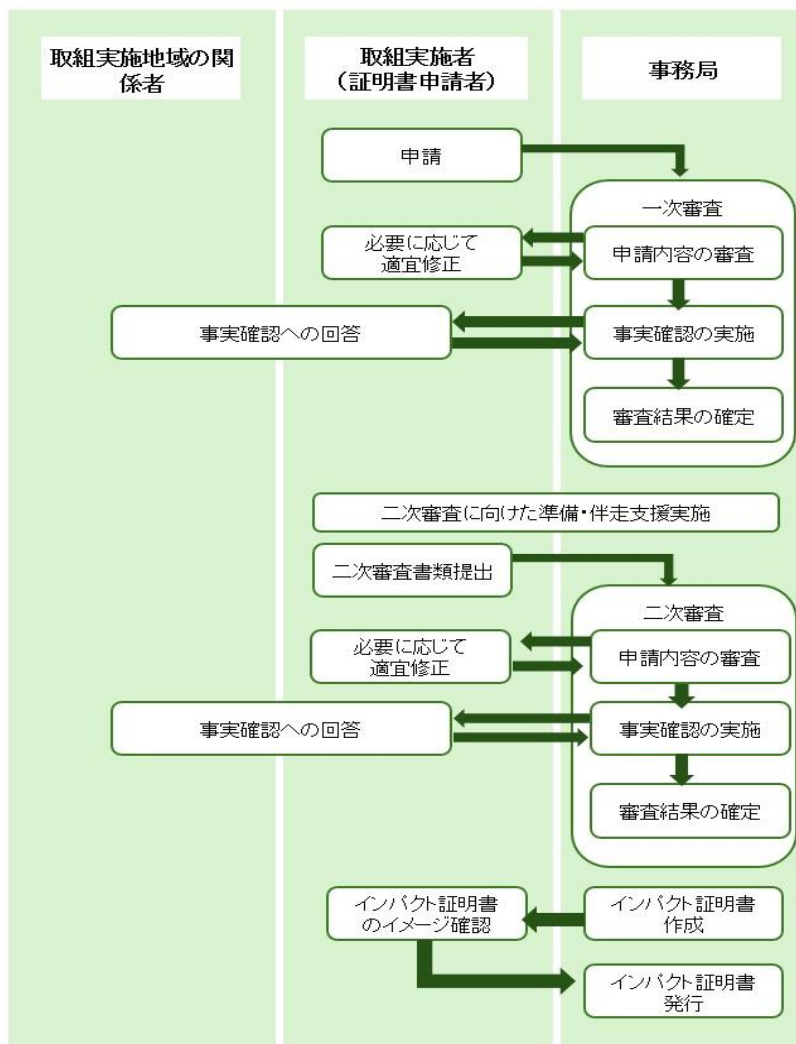 取組実施地域の関
係者
取組実施者
（証明書申請者）
事務局
申請
一次審査
必要に応じて
適宜修正
申請内容の審査
事実確認への回答
事実確認の実施
審査結果の確定
二次審査に向けた準備・伴走支援実施
二次審査書類提出
二次審査
必要に応じて
適宜修正
申請内容の審査
事実確認への回答
事実確認の実施
審査結果の確定
インパクト証明書
のイメージ確認
インパクト証明書
作成
インパクト証明書
発行